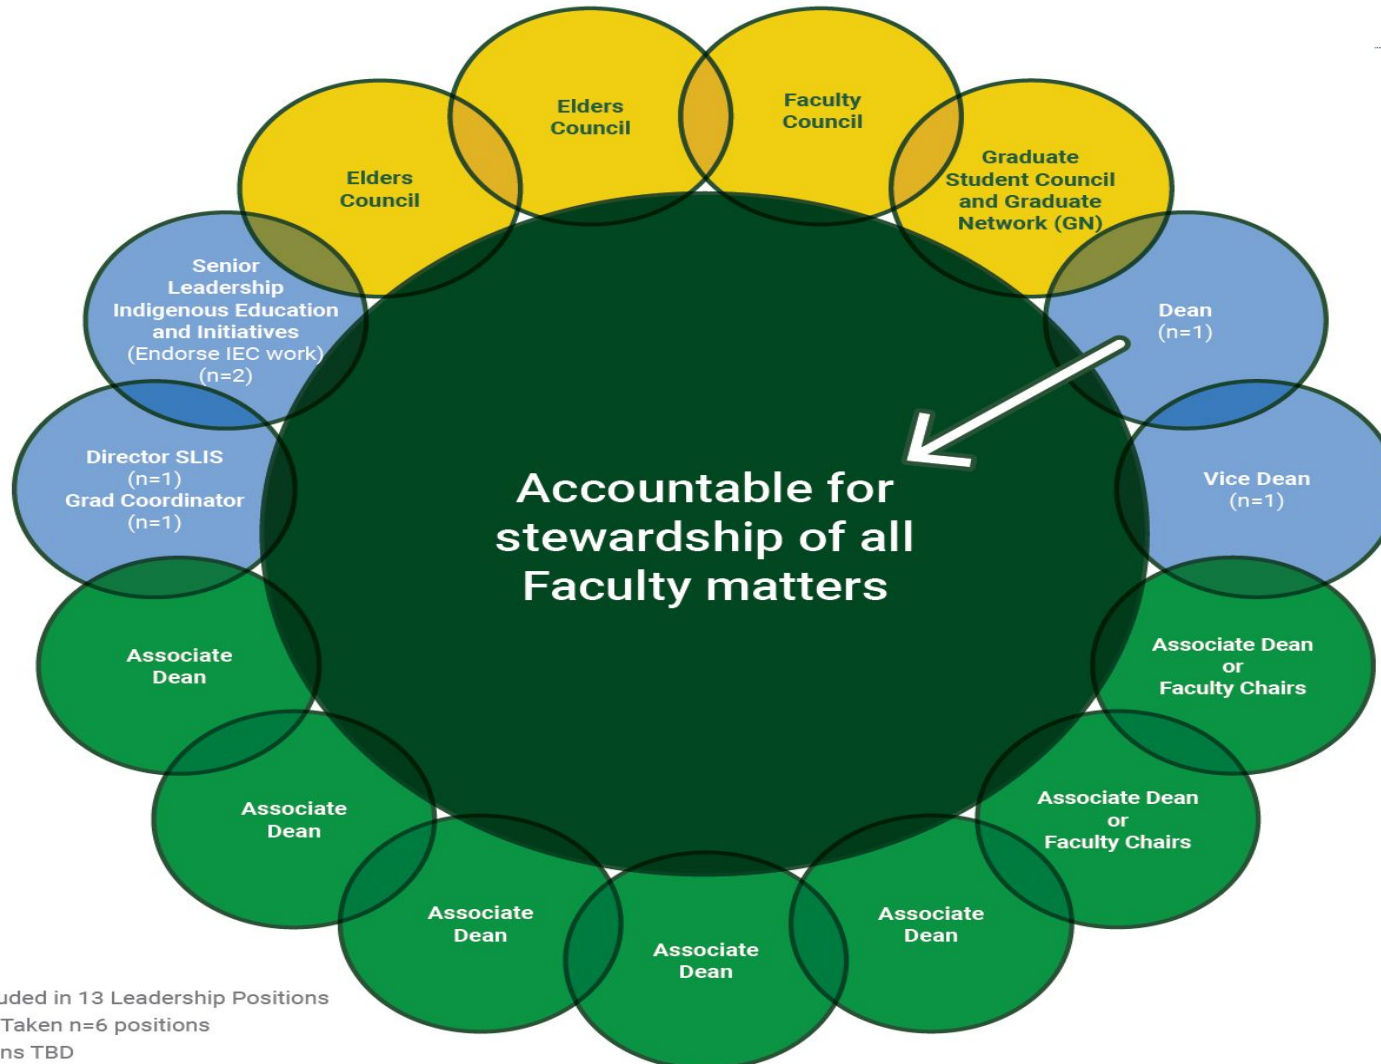 Elders
Council
Faculty
Council
Elders
Council
Graduate
Student Council
and Graduate
Network (GN)
Senior
Leadership
Indigenous Education
and Initiatives
(Endorse IEC work)
(n=2)
Dean
(n=1)
Director SLIS
(n=1)
Grad Coordinator
(n=1)
Vice Dean
(n=1)
Accountable for
stewardship of all
Faculty matters
Associate
Dean
Associate Dean
or
Faculty Chairs
Associate
Dean
Associate Dean
or
Faculty Chairs
Associate
Dean
Associate
Dean
Associate
Dean
in 13 Leadership Positions
Taken n=6 positions
TBD